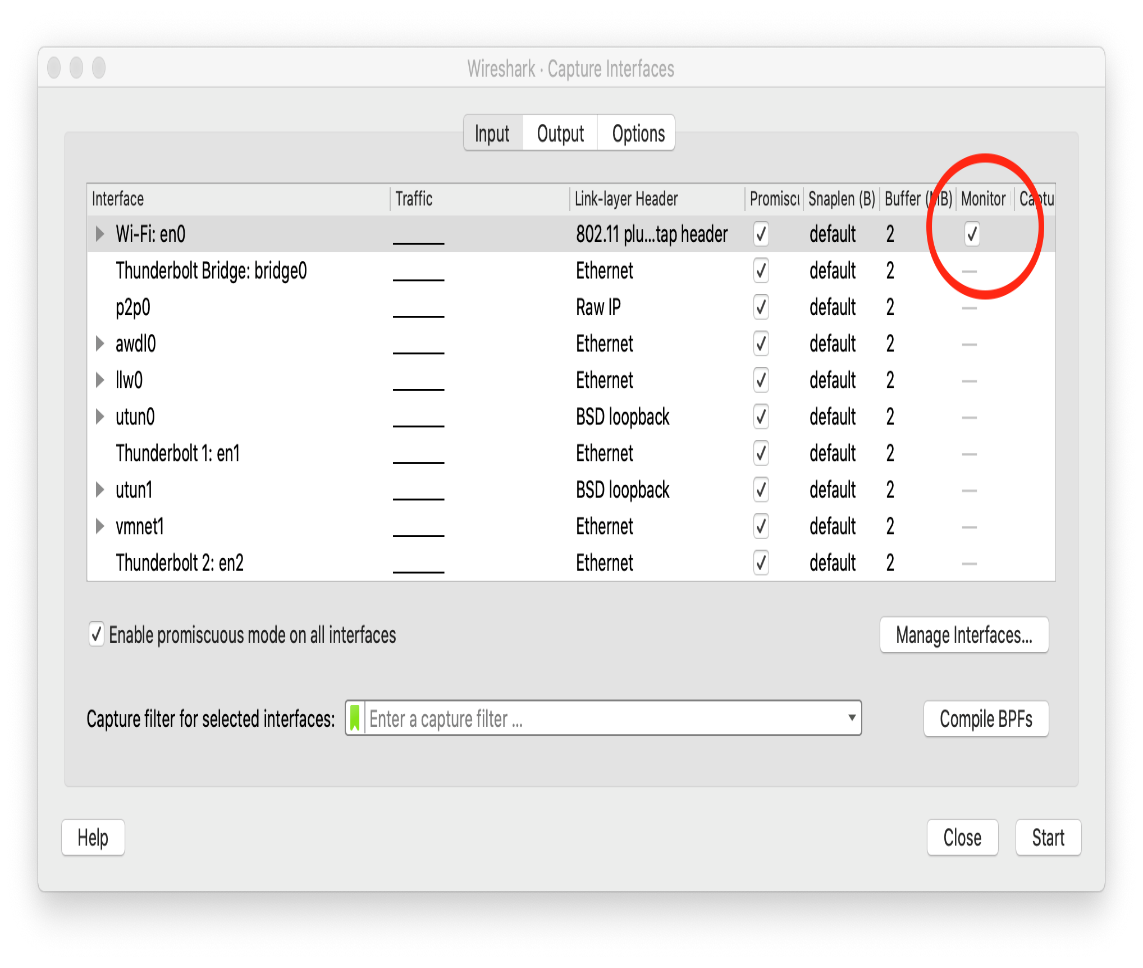 Wireshark · Capture Interfaces
Input Output Options
Interface Traffic Link-layer Header Promisc Snaplen (B) Buffer (MB) Monitor Captu
Wi-Fi: en0 802.11 plu...tap header default 2
Thunderbolt Bridge: bridge0 Ethernet default 2
p2p0 Raw IP default 2
awdl0 Ethernet default 2
llw0 Ethernet default 2
utun0 BSD loopback default 2
Thunderbolt 1: en1 Ethernet default 2
utun1 BSD loopback default 2
vmnet1 Ethernet default 2
Thunderbolt 2: en2 Ethernet default 2
Enable promiscuous mode on all interfaces Manage Interfaces...
Capture filter for selected interfaces: Enter a capture filter ... Compile BPFs
Help Close Start